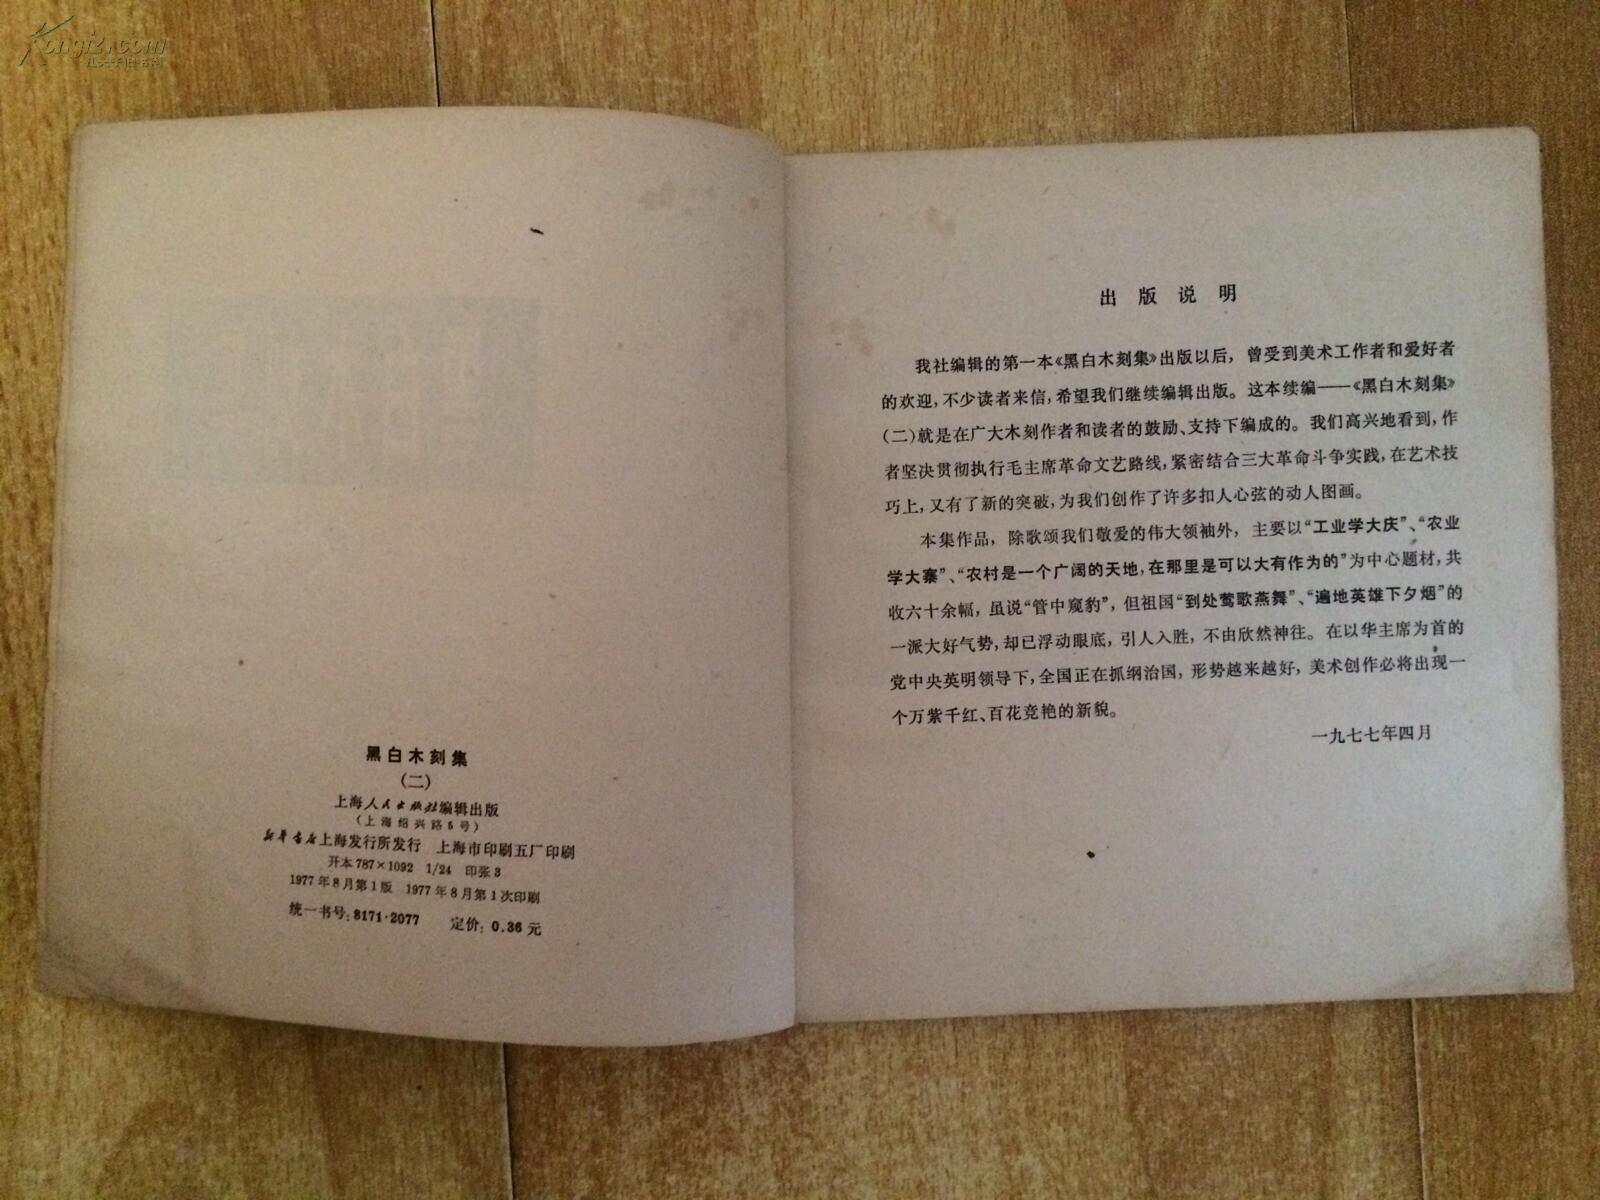 Kongfz.com
孔夫子旧书网
黑白木刻集
(二)
上海人民出版社编辑出版
(上海绍兴路5号)
新华书店上海发行所发行 上海市印刷五厂印刷
开本787×1092 1/24 印张3
1977年8月第1版 1977年8月第1次印刷
统一书号:8171·2077 定价:0.36元
出版说明
我社编辑的第一本《黑白木刻集》出版以后,曾受到美术工作者和爱好者
的欢迎,不少读者来信,希望我们继续编辑出版。这本续编——《黑白木刻集》
(二)就是在广大木刻作者和读者的鼓励、支持下编成的。我们高兴地看到,作
者坚决贯彻执行毛主席革命文艺路线,紧密结合三大革命斗争实践,在艺术技
巧上,又有了新的突破,为我们创作了许多扣人心弦的动人图画。
本集作品,除歌颂我们敬爱的伟大领袖外,主要以“工业学大庆”、“农业
学大寨”、“农村是一个广阔的天地,在那里是可以大有作为的”为中心题材,共
收六十余幅,虽说“管中窥豹”,但祖国“到处莺歌燕舞”、“遍地英雄下夕烟”的
一派大好气势,却已浮动眼底,引人入胜,不由欣然神往。在以华主席为首的
党中央英明领导下,全国正在抓纲治国,形势越来越好,美术创作必将出现一
个万紫千红、百花竞艳的新貌。
一九七七年四月